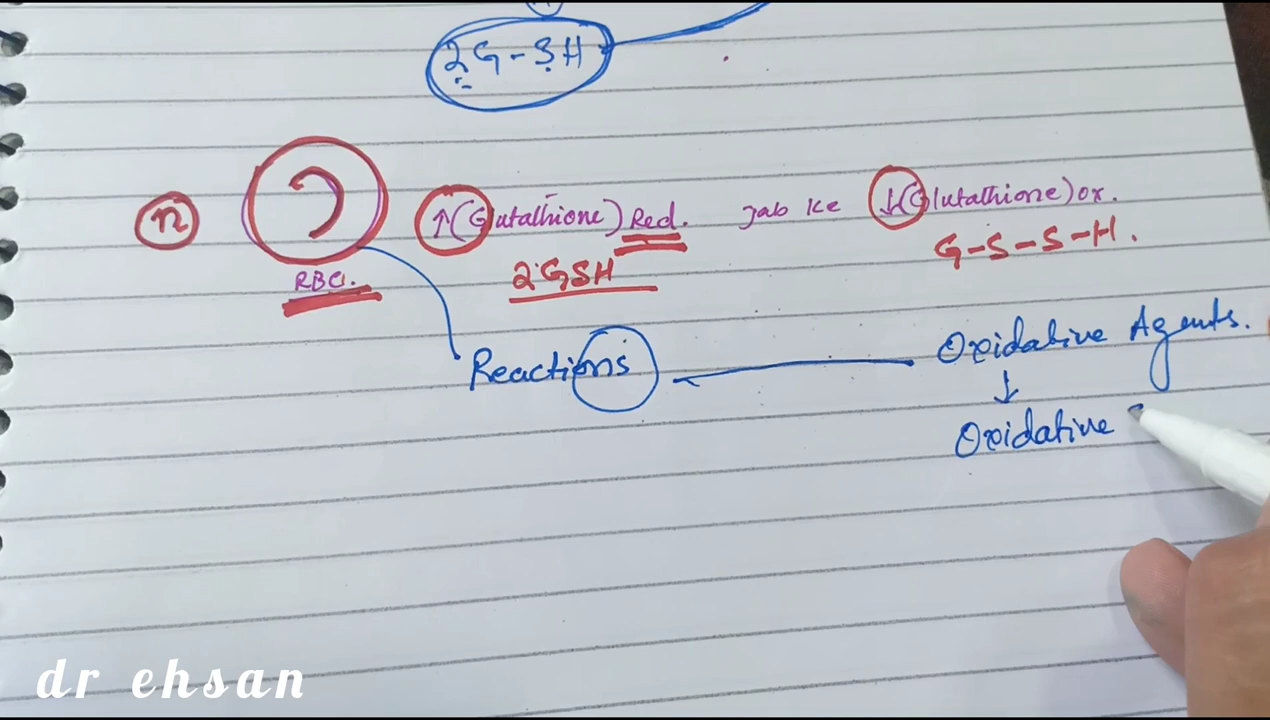 2G-SH
n
↑(Glutathione) Red. jab ke ↓(Glutathione) ox.
RBC.
2GSH
G-S-S-H.
Reactions
Oxidative Agents.
↓
Oxidative
dr ehsan